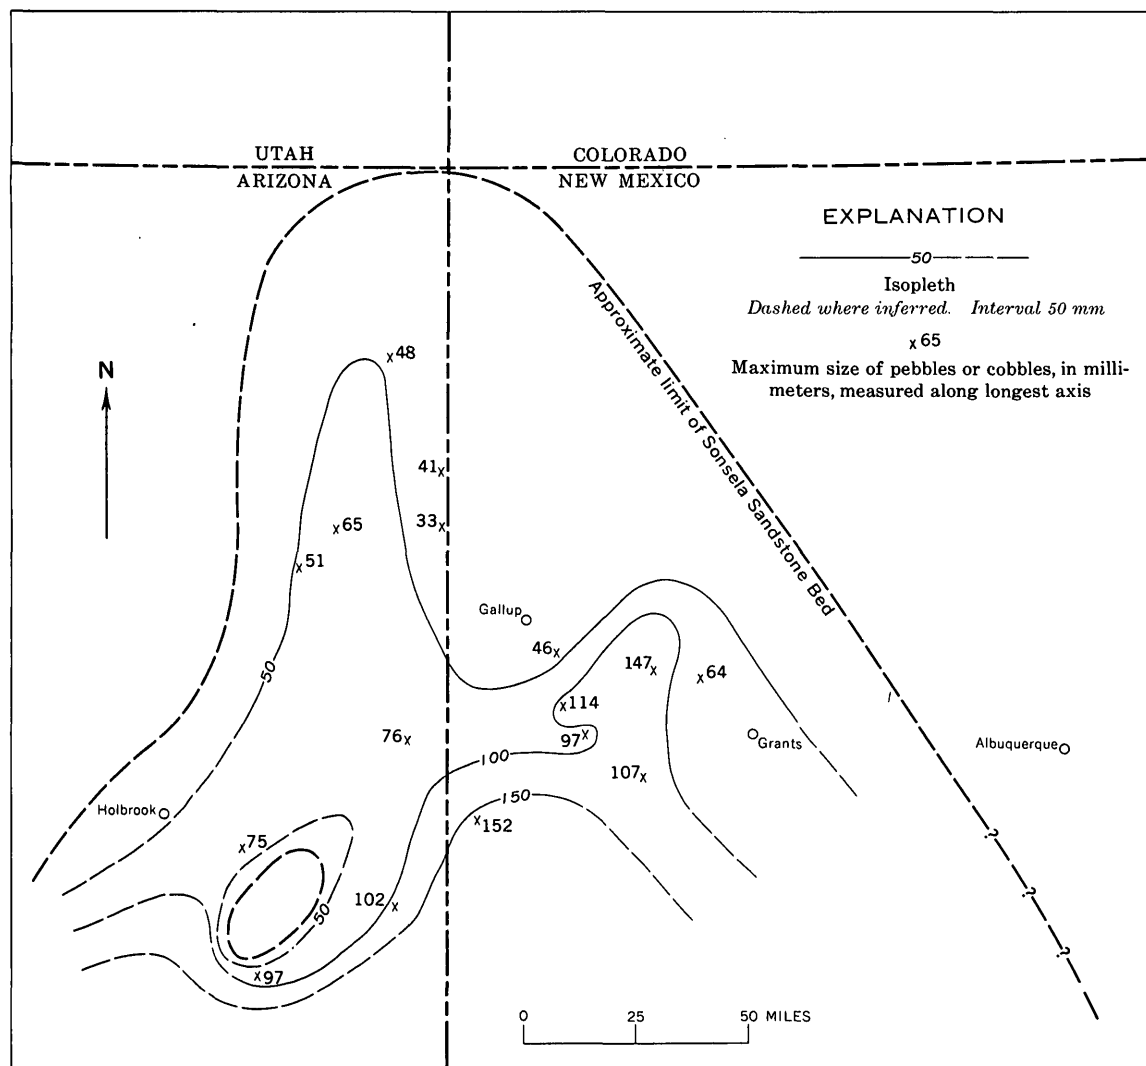 UTAH
COLORADO
ARIZONA
NEW MEXICO
EXPLANATION
50
Isopleth
Dashed where inferred. Interval 50 mm
x 65
Maximum size of pebbles or cobbles, in milli-
meters, measured along longest axis
Approximate limit of Sonsela Sandstone Bed
N
x48
41x
x65
33x
51
x
Gallup
46x
147x
64
x
50
x114
76x
97x
100
Grants
Albuquerque
107x
150
Holbrook
x152
?
x75
102x
50
?
x97
?
0 25 50 MILES